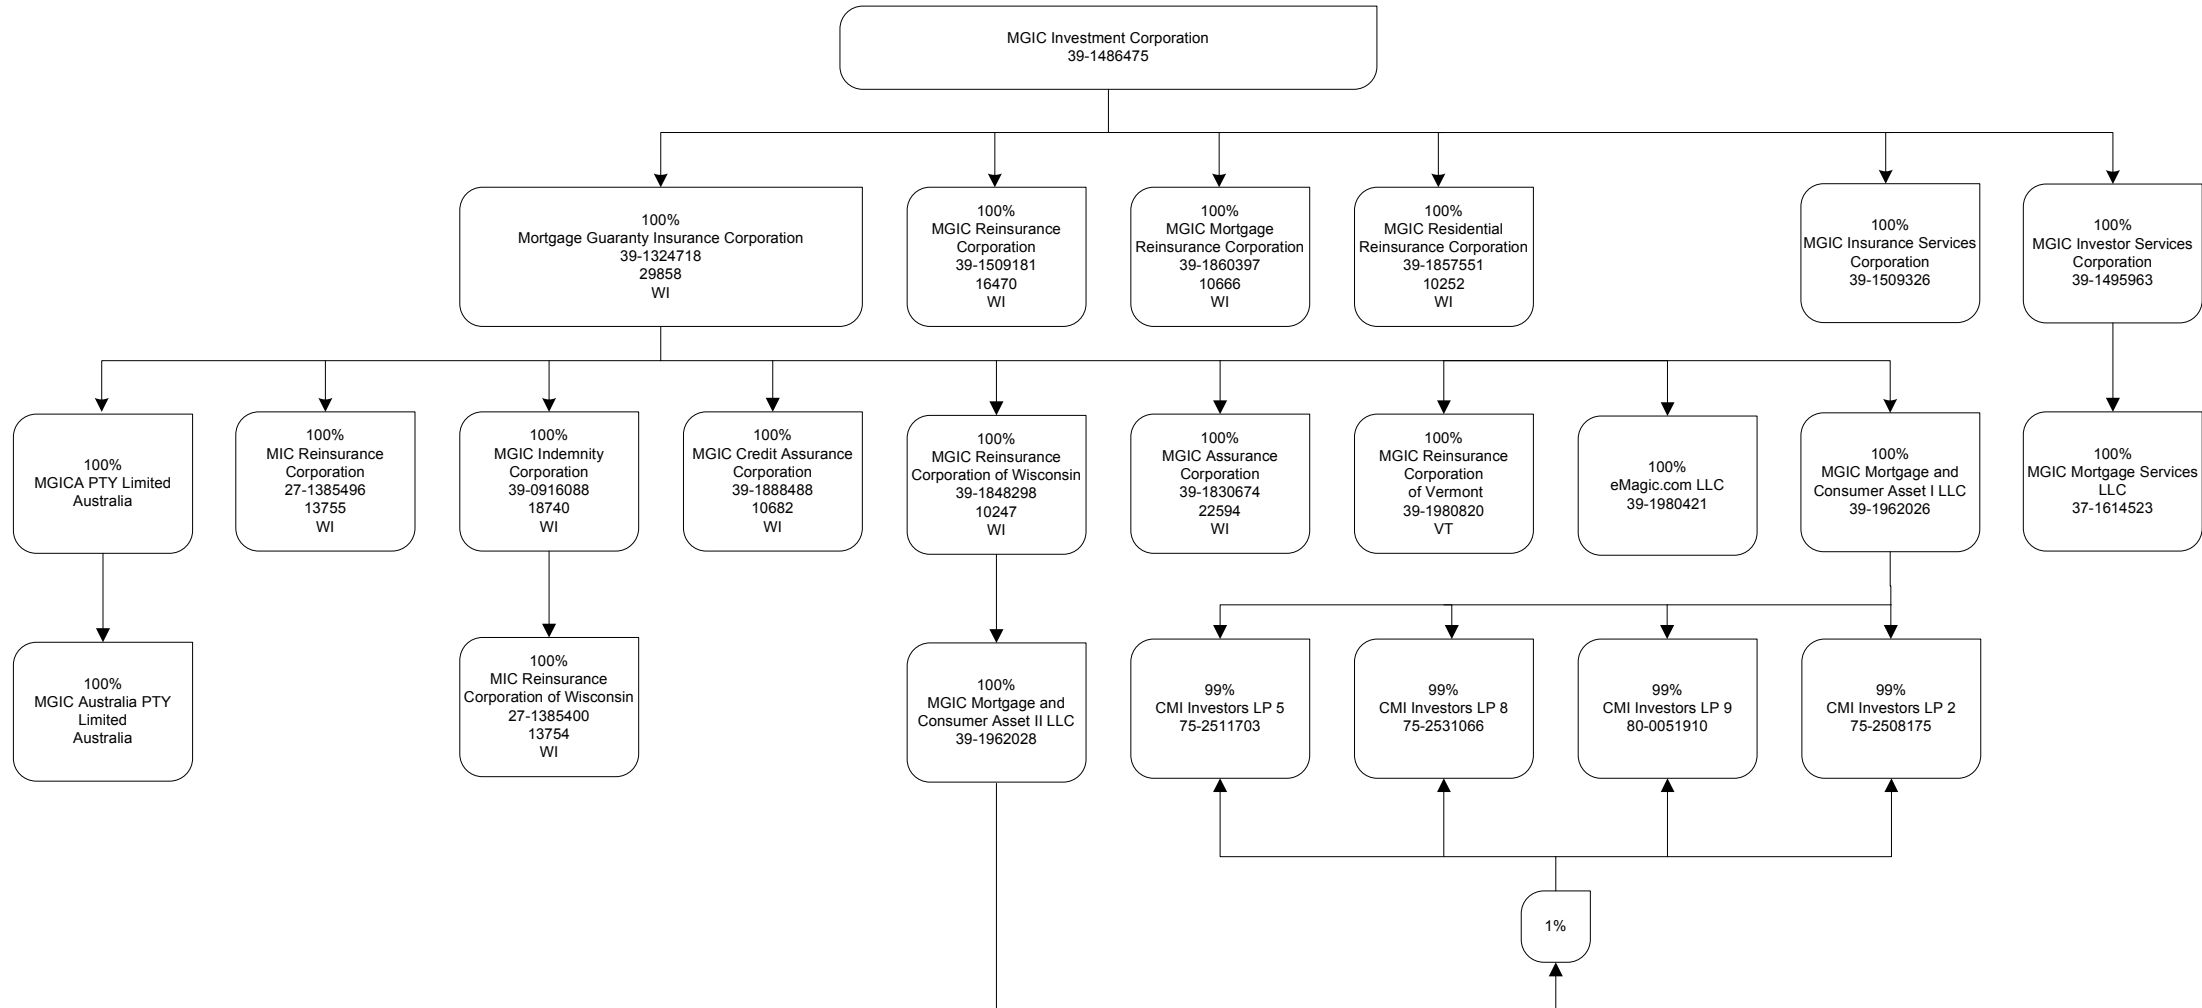 MGIC Investment Corporation
39-1486475
100%
Mortgage Guaranty Insurance Corporation
39-1324718
29858
WI
100%
MGIC Reinsurance
Corporation
39-1509181
16470
WI
100%
MGIC Mortgage
Reinsurance Corporation
39-1860397
10666
WI
100%
MGIC Residential
Reinsurance Corporation
39-1857551
10252
WI
100%
MGIC Insurance Services
Corporation
39-1509326
100%
MGIC Investor Services
Corporation
39-1495963
100%
MGICA PTY Limited
Australia
100%
MIC Reinsurance
Corporation
27-1385496
13755
WI
100%
MGIC Indemnity
Corporation
39-0916088
18740
WI
100%
MGIC Credit Assurance
Corporation
39-1888488
10682
WI
100%
MGIC Reinsurance
Corporation of Wisconsin
39-1848298
10247
WI
100%
MGIC Assurance
Corporation
39-1830674
22594
WI
100%
MGIC Reinsurance
Corporation
of Vermont
39-1980820
VT
100%
eMagic.com LLC
39-1980421
100%
MGIC Mortgage and
Consumer Asset I LLC
39-1962026
100%
MGIC Mortgage Services
LLC
37-1614523
100%
MGIC Australia PTY
Limited
Australia
100%
MIC Reinsurance
Corporation of Wisconsin
27-1385400
13754
WI
100%
MGIC Mortgage and
Consumer Asset II LLC
39-1962028
99%
CMI Investors LP 5
75-2511703
99%
CMI Investors LP 8
75-2531066
99%
CMI Investors LP 9
80-0051910
99%
CMI Investors LP 2
75-2508175
1%